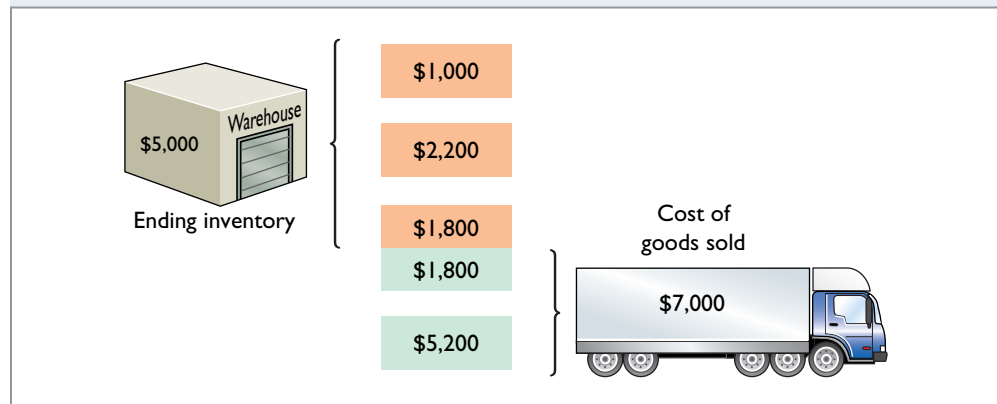 $1,000
Warehouse
$5,000
$2,200
Ending inventory
$1,800
Cost of
goods sold
$1,800
$7,000
$5,200